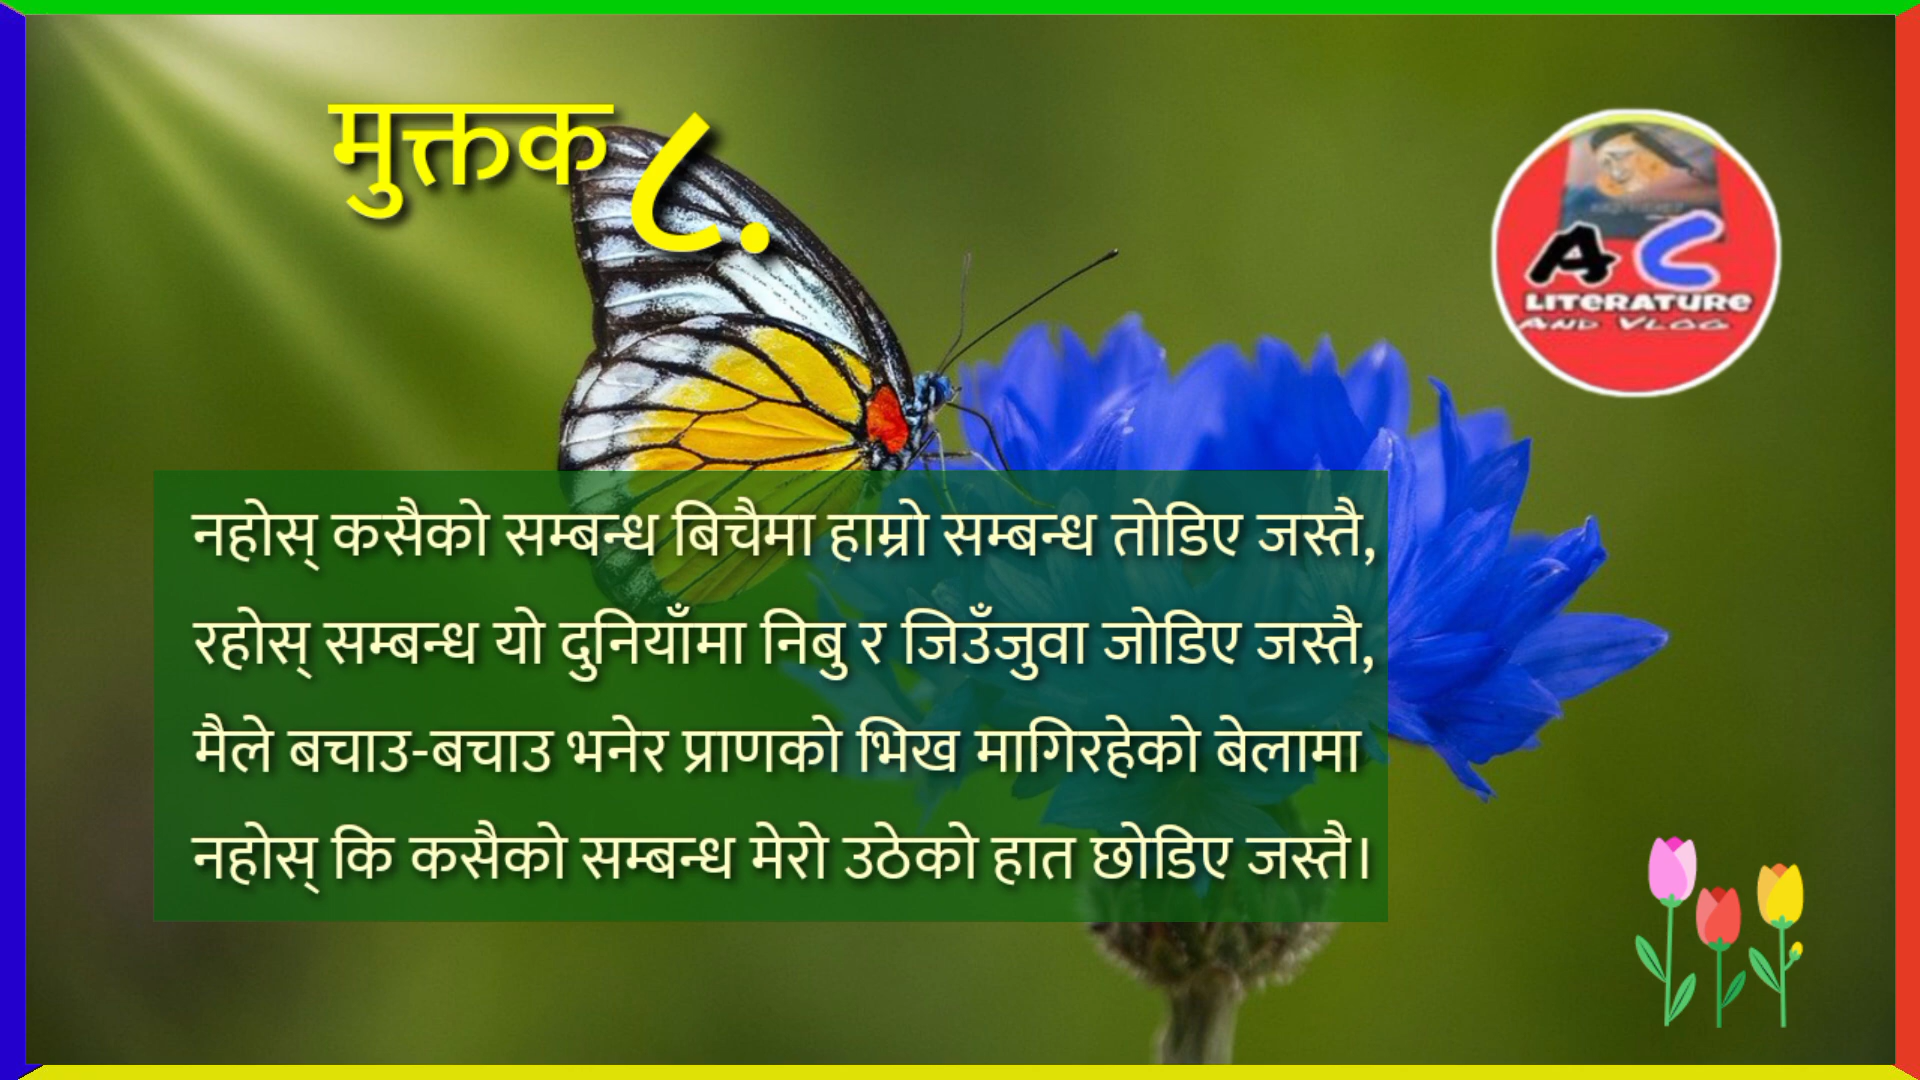 मुक्तक ८.
A C
LITERATURE
AND VLOG
नहोस् कसैको सम्बन्ध बिचैमा हाम्रो सम्बन्ध तोडिए जस्तै,
रहोस् सम्बन्ध यो दुनियाँमा निबु र जिउँजुवा जोडिए जस्तै,
मैले बचाउ-बचाउ भनेर प्राणको भिख मागिरहेको बेलामा
नहोस् कि कसैको सम्बन्ध मेरो उठेको हात छोडिए जस्तै।